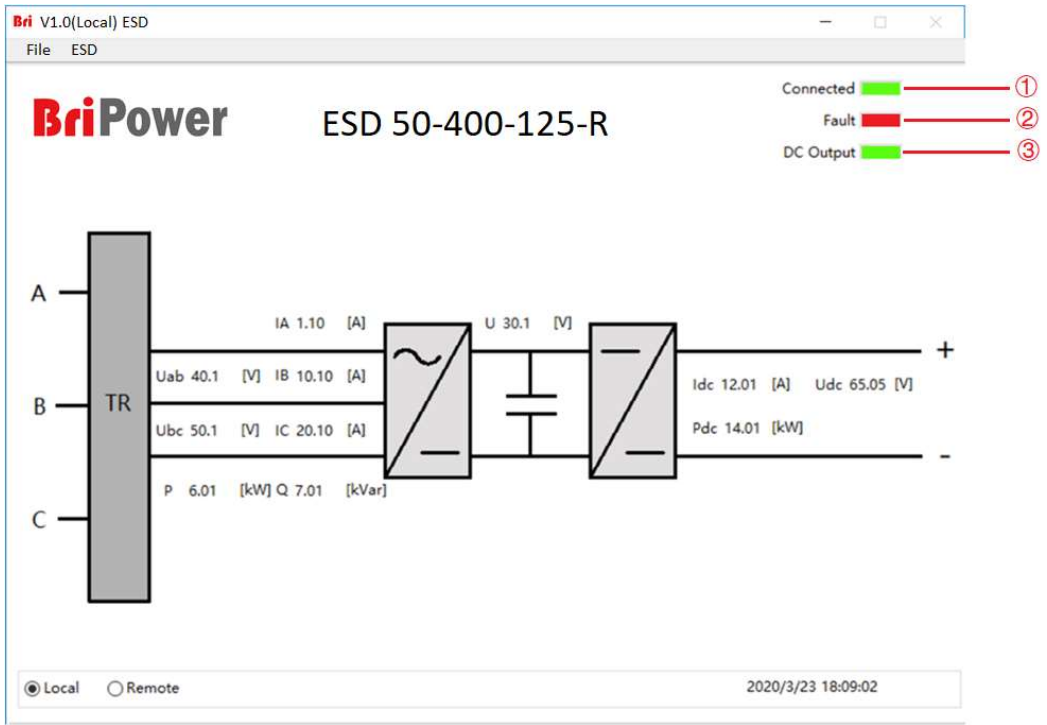 Bri V1.0(Local) ESD
File ESD
Connected ①
BriPower ESD 50-400-125-R
Fault ②
DC Output ③
A
IA 1.10 [A] U 30.1 [V]
+
Uab 40.1 [V] IB 10.10 [A]
Idc 12.01 [A] Udc 65.05 [V]
B TR
Ubc 50.1 [V] IC 20.10 [A]
Pdc 14.01 [kW]
-
P 6.01 [kW] Q 7.01 [kVar]
C
Local Remote 2020/3/23 18:09:02